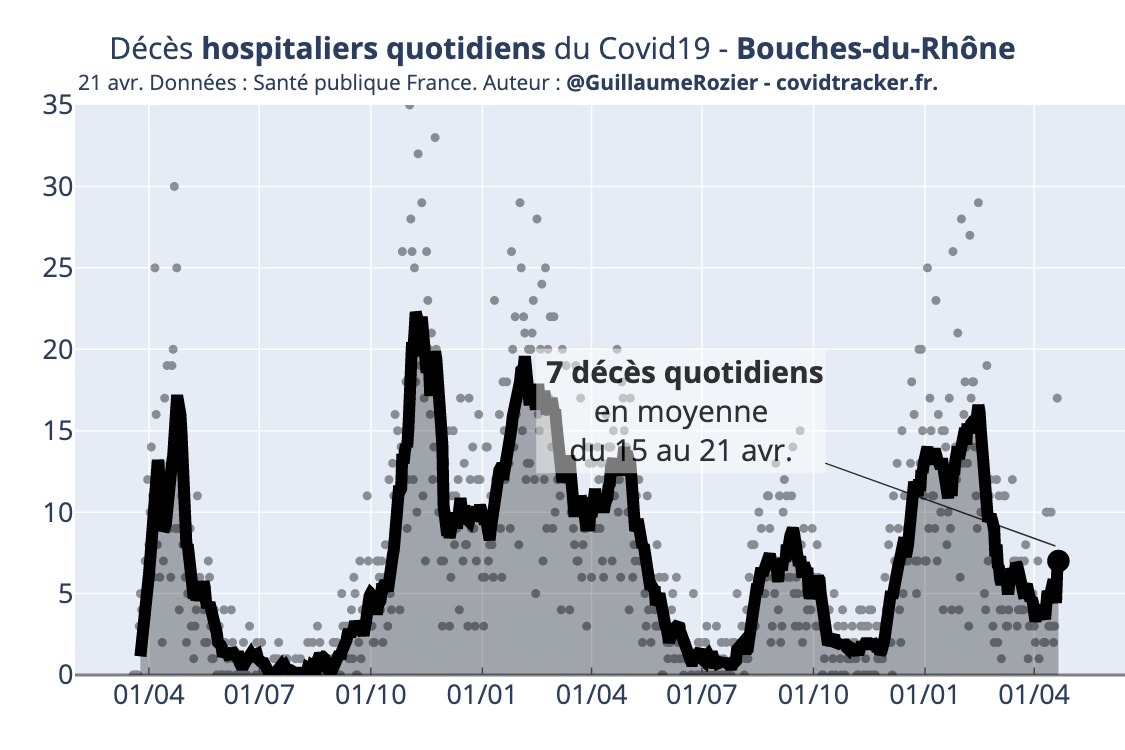 Décès hospitaliers quotidiens du Covid19 - Bouches-du-Rhône
21 avr. Données : Santé publique France. Auteur : @GuillaumeRozier - covidtracker.fr.
35
30
25
20
15
10
5
0
7 décès quotidiens
en moyenne
du 15 au 21 avr.
01/04 01/07 01/10 01/01 01/04 01/07 01/10 01/01 01/04